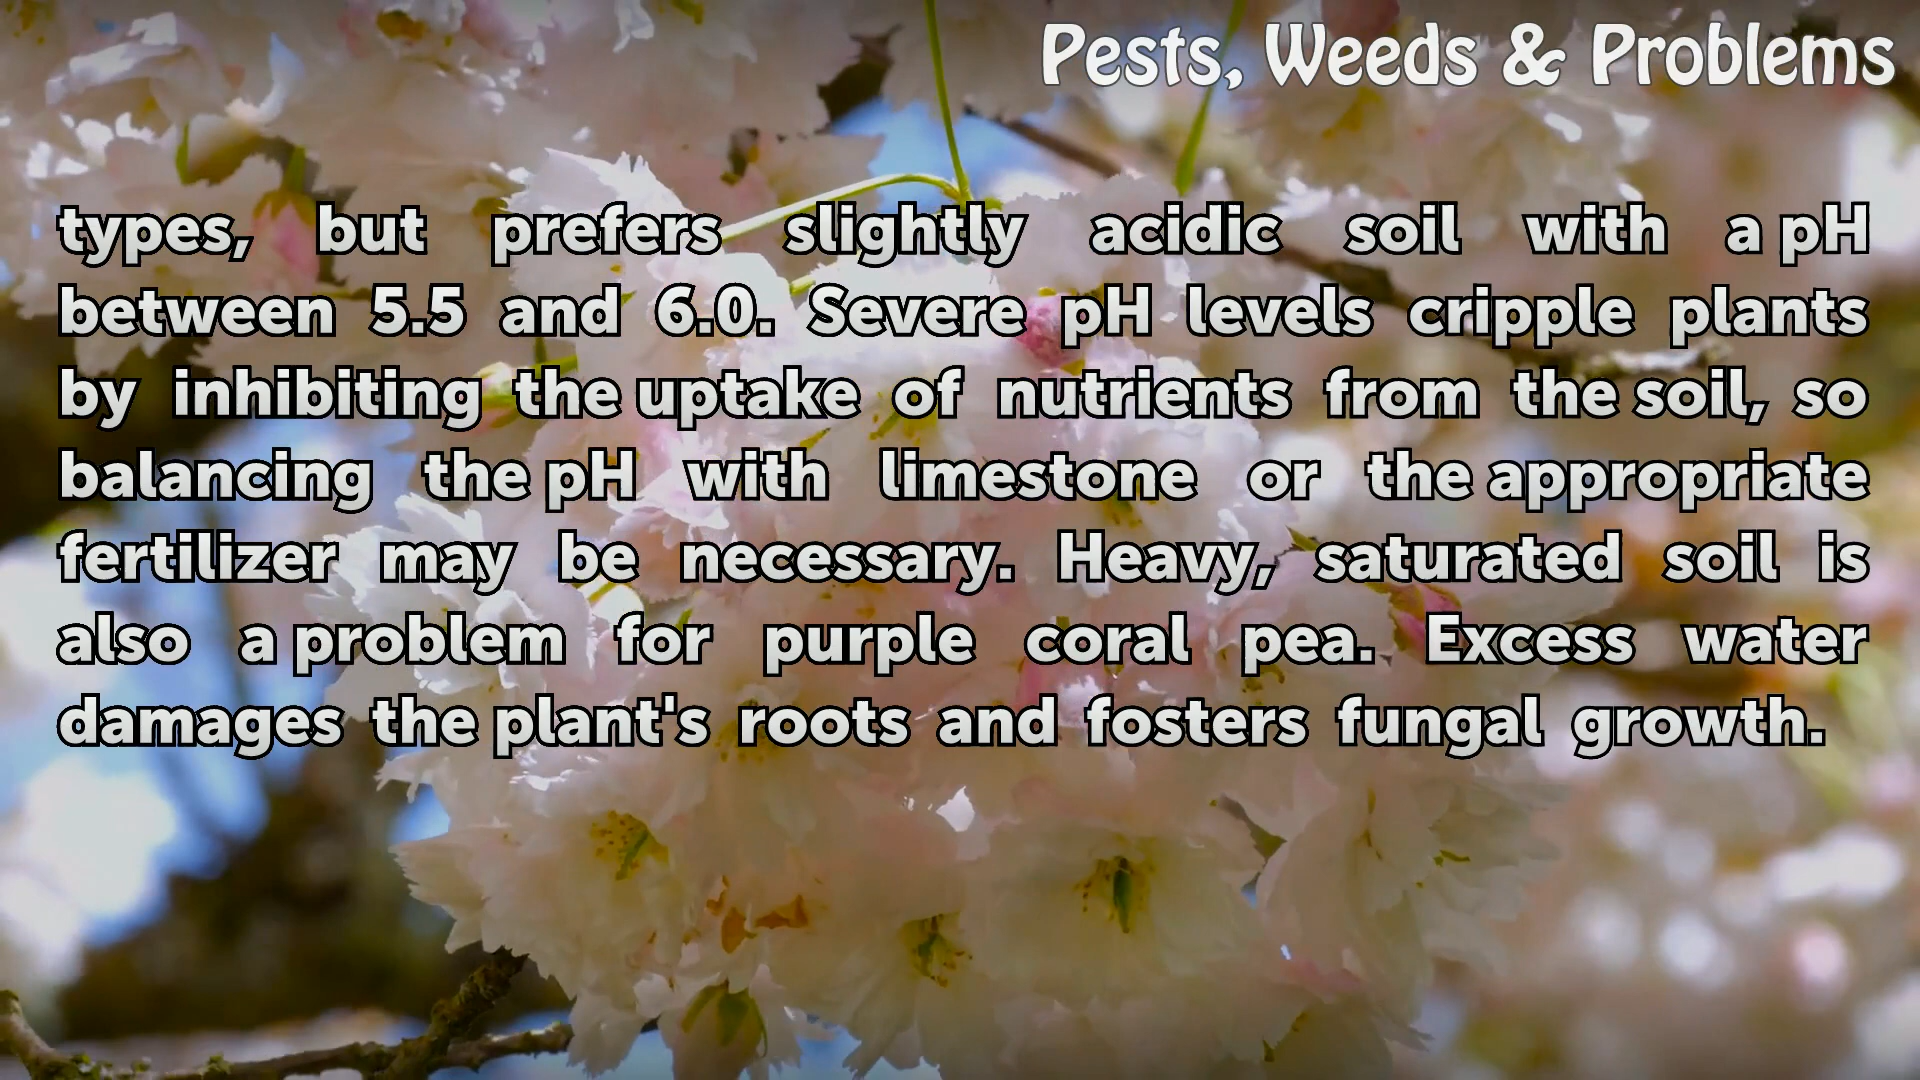 Pests, Weeds & Problems
types, but prefers slightly acidic soil with a pH
between 5.5 and 6.0. Severe pH levels cripple plants
by inhibiting the uptake of nutrients from the soil, so
balancing the pH with limestone or the appropriate
fertilizer may be necessary. Heavy, saturated soil is
also a problem for purple coral pea. Excess water
damages the plant's roots and fosters fungal growth.